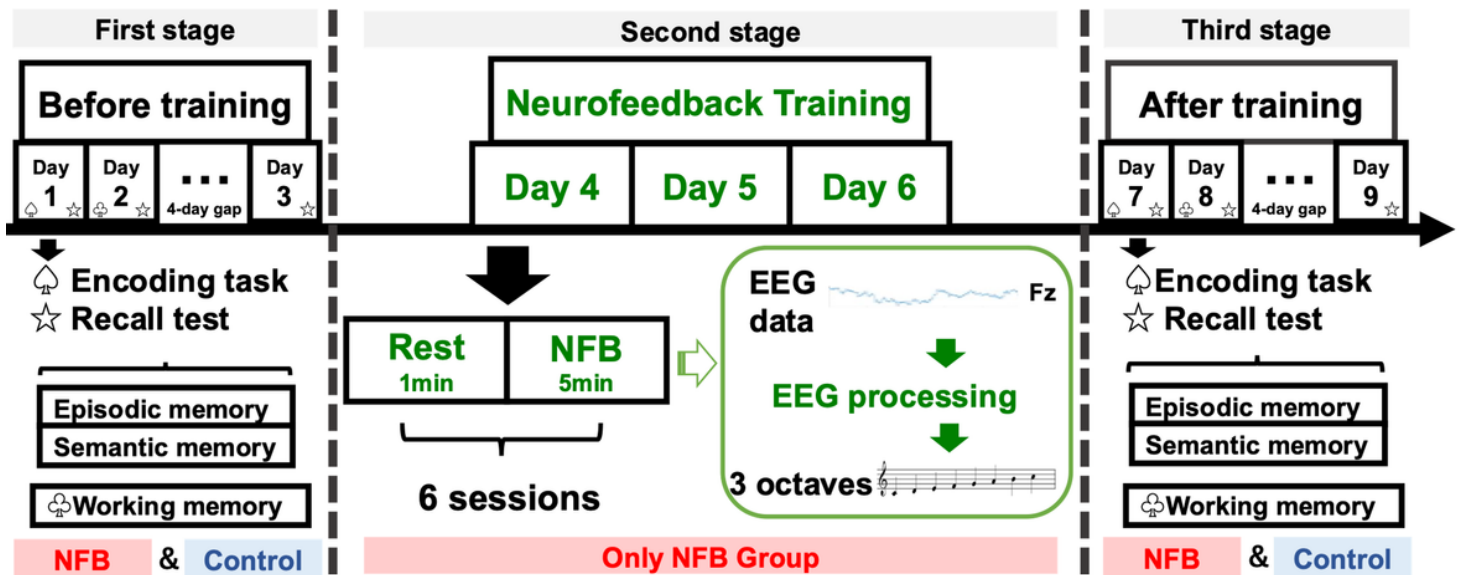 First stage
Second stage
Third stage
Before training
Neurofeedback Training
After training
Day 1 ♤ ☆
Day 2 ♧ ☆
... 4-day gap
Day 3 ☆
Day 4
Day 5
Day 6
Day 7 ♤ ☆
Day 8 ♧ ☆
... 4-day gap
Day 9 ☆
♤ Encoding task
☆ Recall test
Episodic memory
Semantic memory
♧Working memory
NFB & Control
Rest
1min
NFB
5min
6 sessions
EEG
data
Fz
EEG processing
3 octaves
Only NFB Group
♤Encoding task
☆ Recall test
Episodic memory
Semantic memory
♧Working memory
NFB & Control